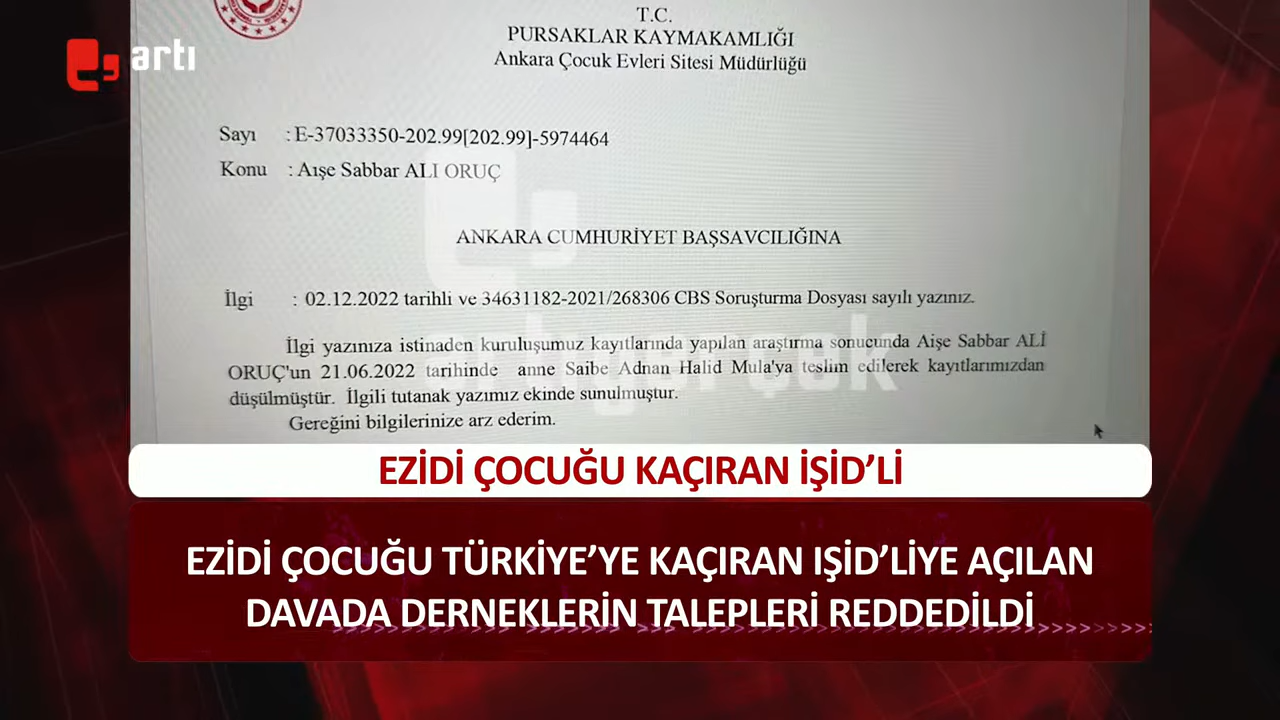 artı
T.C.
PURSAKLAR KAYMAKAMLIĞI
Ankara Çocuk Evleri Sitesi Müdürlüğü
Sayı : E-37033350-202.99[202.99]-5974464
Konu : Aışe Sabbar ALI ORUÇ
ANKARA CUMHURİYET BAŞSAVCILIĞINA
İlgi : 02.12.2022 tarihli ve 34631182-2021/268306 CBS Soruşturma Dosyası sayılı yazınız.
İlgi yazınıza istinaden kuruluşumuz kayıtlarında yapılan araştırma sonucunda Aişe Sabbar ALİ
ORUÇ'un 21.06.2022 tarihinde anne Saibe Adnan Halid Mula'ya teslim edilerek kayıtlarımızdan
düşülmüştür. İlgili tutanak yazımız ekinde sunulmuştur.
Gereğini bilgilerinize arz ederim.
artıgerçek
EZİDİ ÇOCUĞU KAÇIRAN İŞİD'Lİ
EZİDİ ÇOCUĞU TÜRKİYE'YE KAÇIRAN IŞİD'LİYE AÇILAN
DAVADA DERNEKLERİN TALEPLERİ REDDEDİLDİ